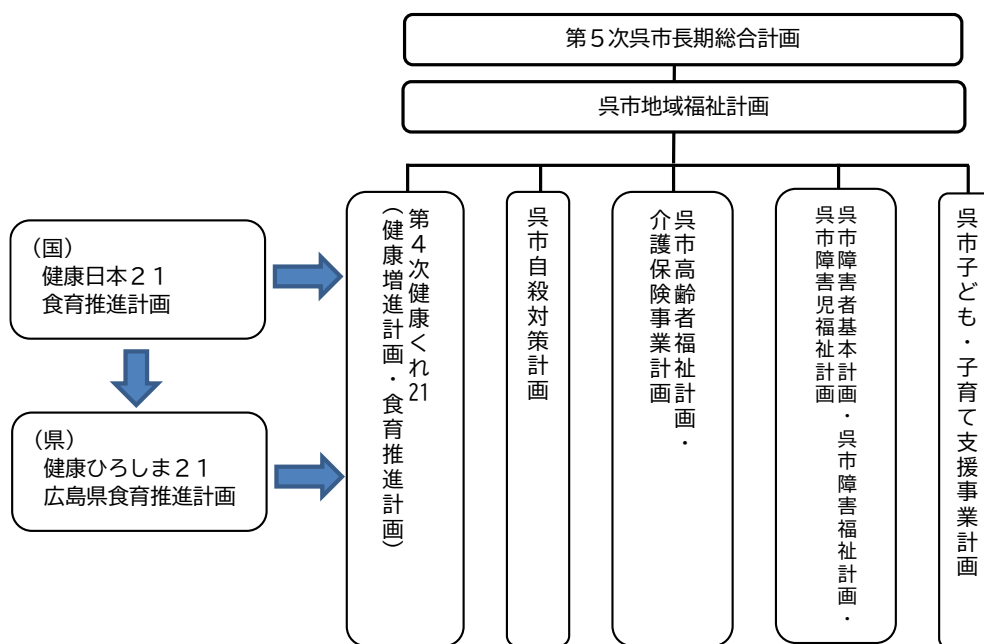 第５次呉市長期総合計画
呉市地域福祉計画
（国）
健康日本２１
食育推進計画
（県）
健康ひろしま２１
広島県食育推進計画
第４次健康くれ21
（健康増進計画・食育推進計画）
呉市自殺対策計画
呉市高齢者福祉計画・
介護保険事業計画
呉市障害者基本計画・呉市障害福祉計画・
呉市障害児福祉計画
呉市子ども・子育て支援事業計画